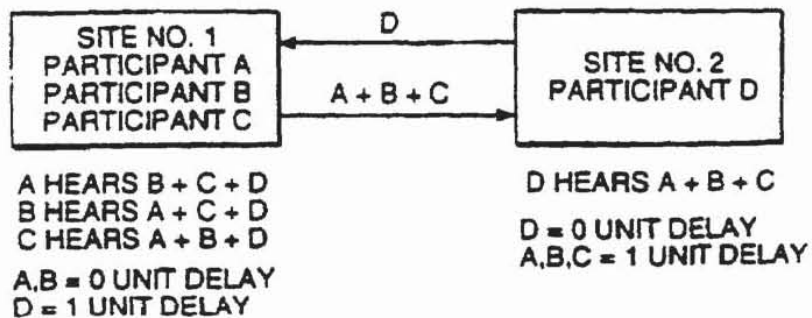 SITE NO. 1
PARTICIPANT A
PARTICIPANT B
PARTICIPANT C
D
A + B + C
SITE NO. 2
PARTICIPANT D
A HEARS B + C + D
B HEARS A + C + D
C HEARS A + B + D
A,B = 0 UNIT DELAY
D = 1 UNIT DELAY
D HEARS A + B + C
D = 0 UNIT DELAY
A,B,C = 1 UNIT DELAY